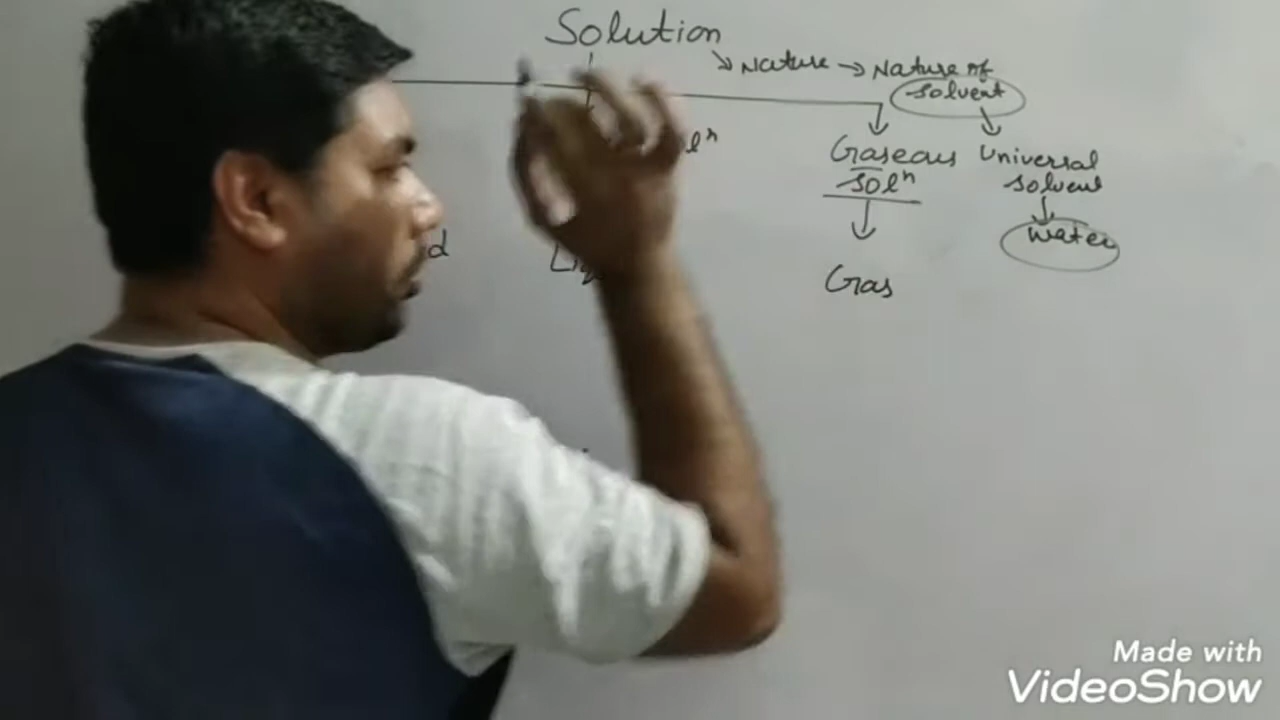 Solution
↘ Nature → Nature of
solvent
Gaseous
solⁿ
Universal
solvent
water
Gas
Made with
VideoShow